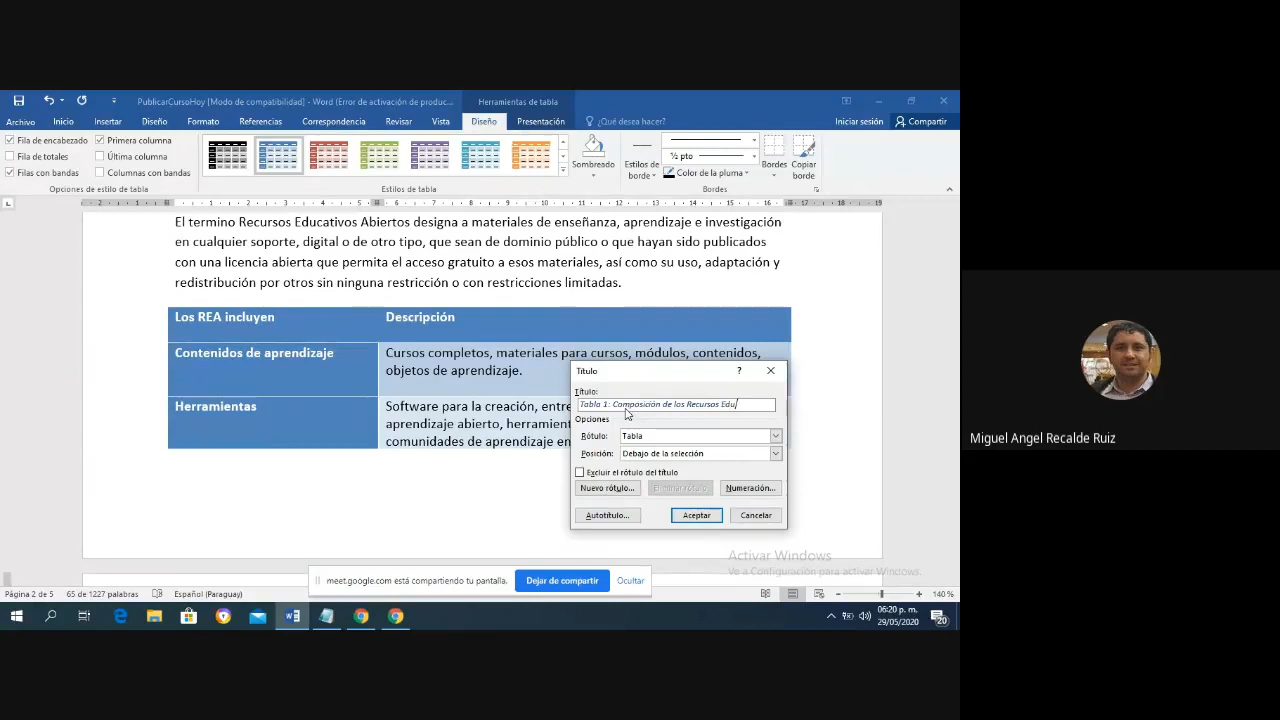 PublicarCursoHoy [Modo de compatibilidad] - Word (Error de activación de produc...
Herramientas de tabla
Archivo Inicio Insertar Diseño Formato Referencias Correspondencia Revisar Vista Diseño Presentación ¿Qué desea hacer? Iniciar sesión Compartir
Fila de encabezado Primera columna
Fila de totales Última columna
Filas con bandas Columnas con bandas
Opciones de estilo de tabla
Estilos de tabla
Sombreado
Estilos de borde
½ pto
Color de la pluma
Bordes
Copiar borde
Bordes
El termino Recursos Educativos Abiertos designa a materiales de enseñanza, aprendizaje e investigación
en cualquier soporte, digital o de otro tipo, que sean de dominio público o que hayan sido publicados
con una licencia abierta que permita el acceso gratuito a esos materiales, así como su uso, adaptación y
redistribución por otros sin ninguna restricción o con restricciones limitadas.
Los REA incluyen Descripción
Contenidos de aprendizaje Cursos completos, materiales para cursos, módulos, contenidos,
objetos de aprendizaje.
Herramientas Software para la creación, entre
aprendizaje abierto, herramient
comunidades de aprendizaje en
Título ?
Título:
Tabla 1: Composición de los Recursos Edu
Opciones
Rótulo: Tabla
Posición: Debajo de la selección
Excluir el rótulo del título
Nuevo rótulo... Eliminar rótulo Numeración...
Autotítulo... Aceptar Cancelar
Activar Windows
Ve a Configuración para activar Windows.
meet.google.com está compartiendo tu pantalla. Dejar de compartir Ocultar
Página 2 de 5 65 de 1227 palabras Español (Paraguay) 140 %
06:20 p. m.
29/05/2020
20
Miguel Angel Recalde Ruiz